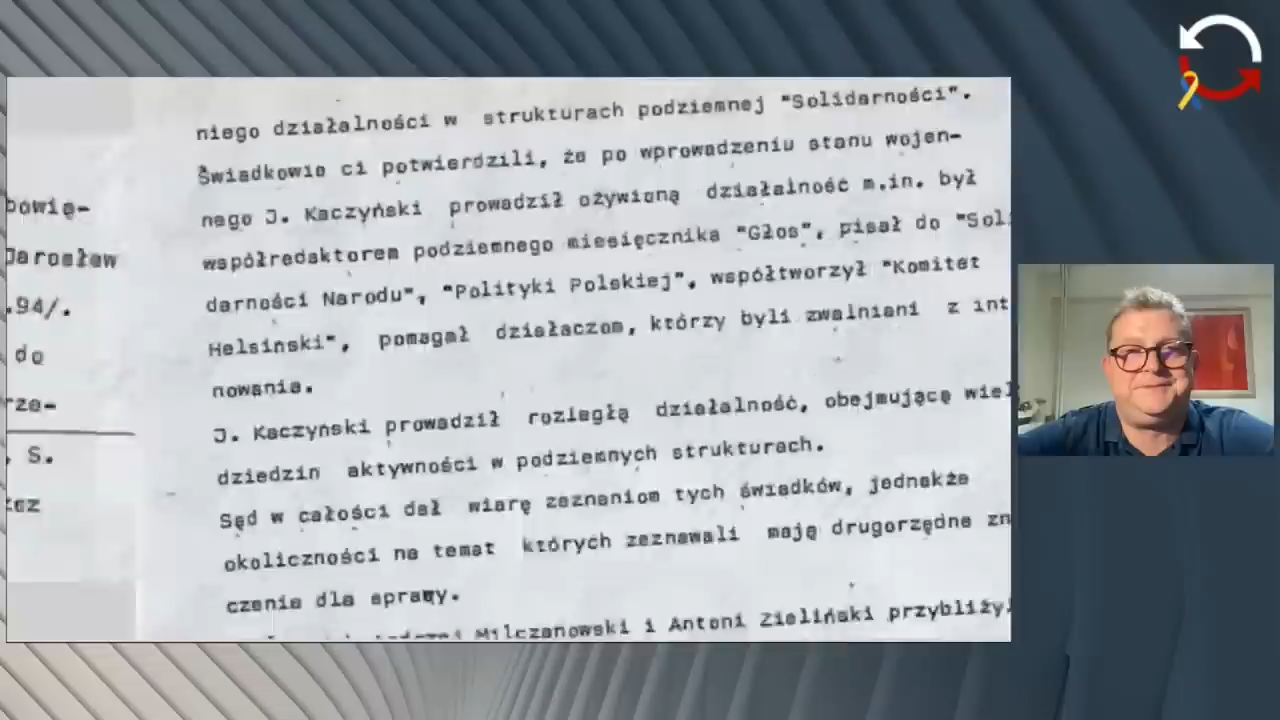 bowią-
Jarosław
.94/.
do
rze-
, S.
niego działalności w strukturach podziemnej "Solidarności".
Świadkowie ci potwierdzili, że po wprowadzeniu stanu wojen-
nego J. Kaczyński prowadził ożywioną działalność m.in. był
współredaktorem podziemnego miesięcznika "Głos", pisał do "Soli
darności Narodu", "Polityki Polskiej", współtworzył "Komitet
Helsiński", pomagał działaczom, którzy byli zwalniani z int
nowania.
J. Kaczyński prowadził rozległą działalność, obejmującą wiel
dziedzin aktywności w podziemnych strukturach.
Sąd w całości dał wiarę zeznaniom tych świadków, jednakże
okoliczności na temat których zeznawali mają drugorzędne zn
czenie dla sprawy.
Milczanowski i Antoni Zieliński przybliży